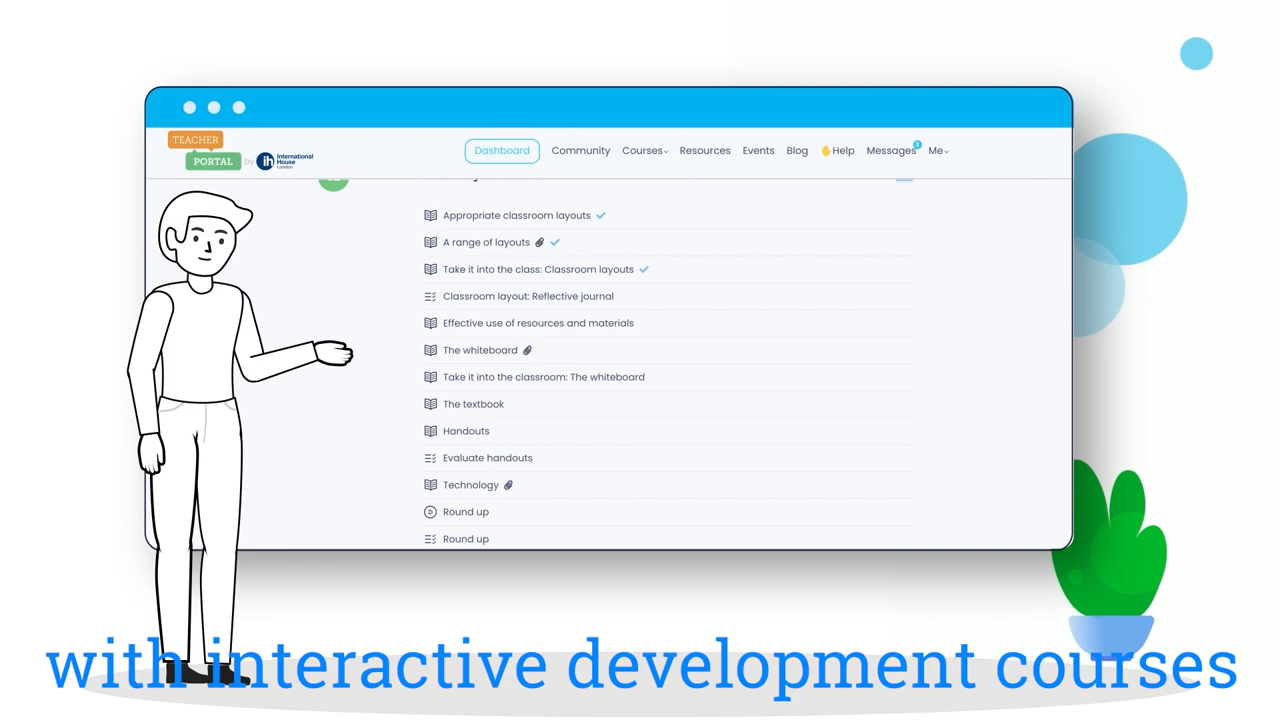 TEACHER
PORTAL by ih International House London
Dashboard Community Courses Resources Events Blog Help Messages Me
Appropriate classroom layouts
A range of layouts
Take it into the class: Classroom layouts
Classroom layout: Reflective journal
Effective use of resources and materials
The whiteboard
Take it into the classroom: The whiteboard
The textbook
Handouts
Evaluate handouts
Technology
Round up
Round up
with interactive development courses